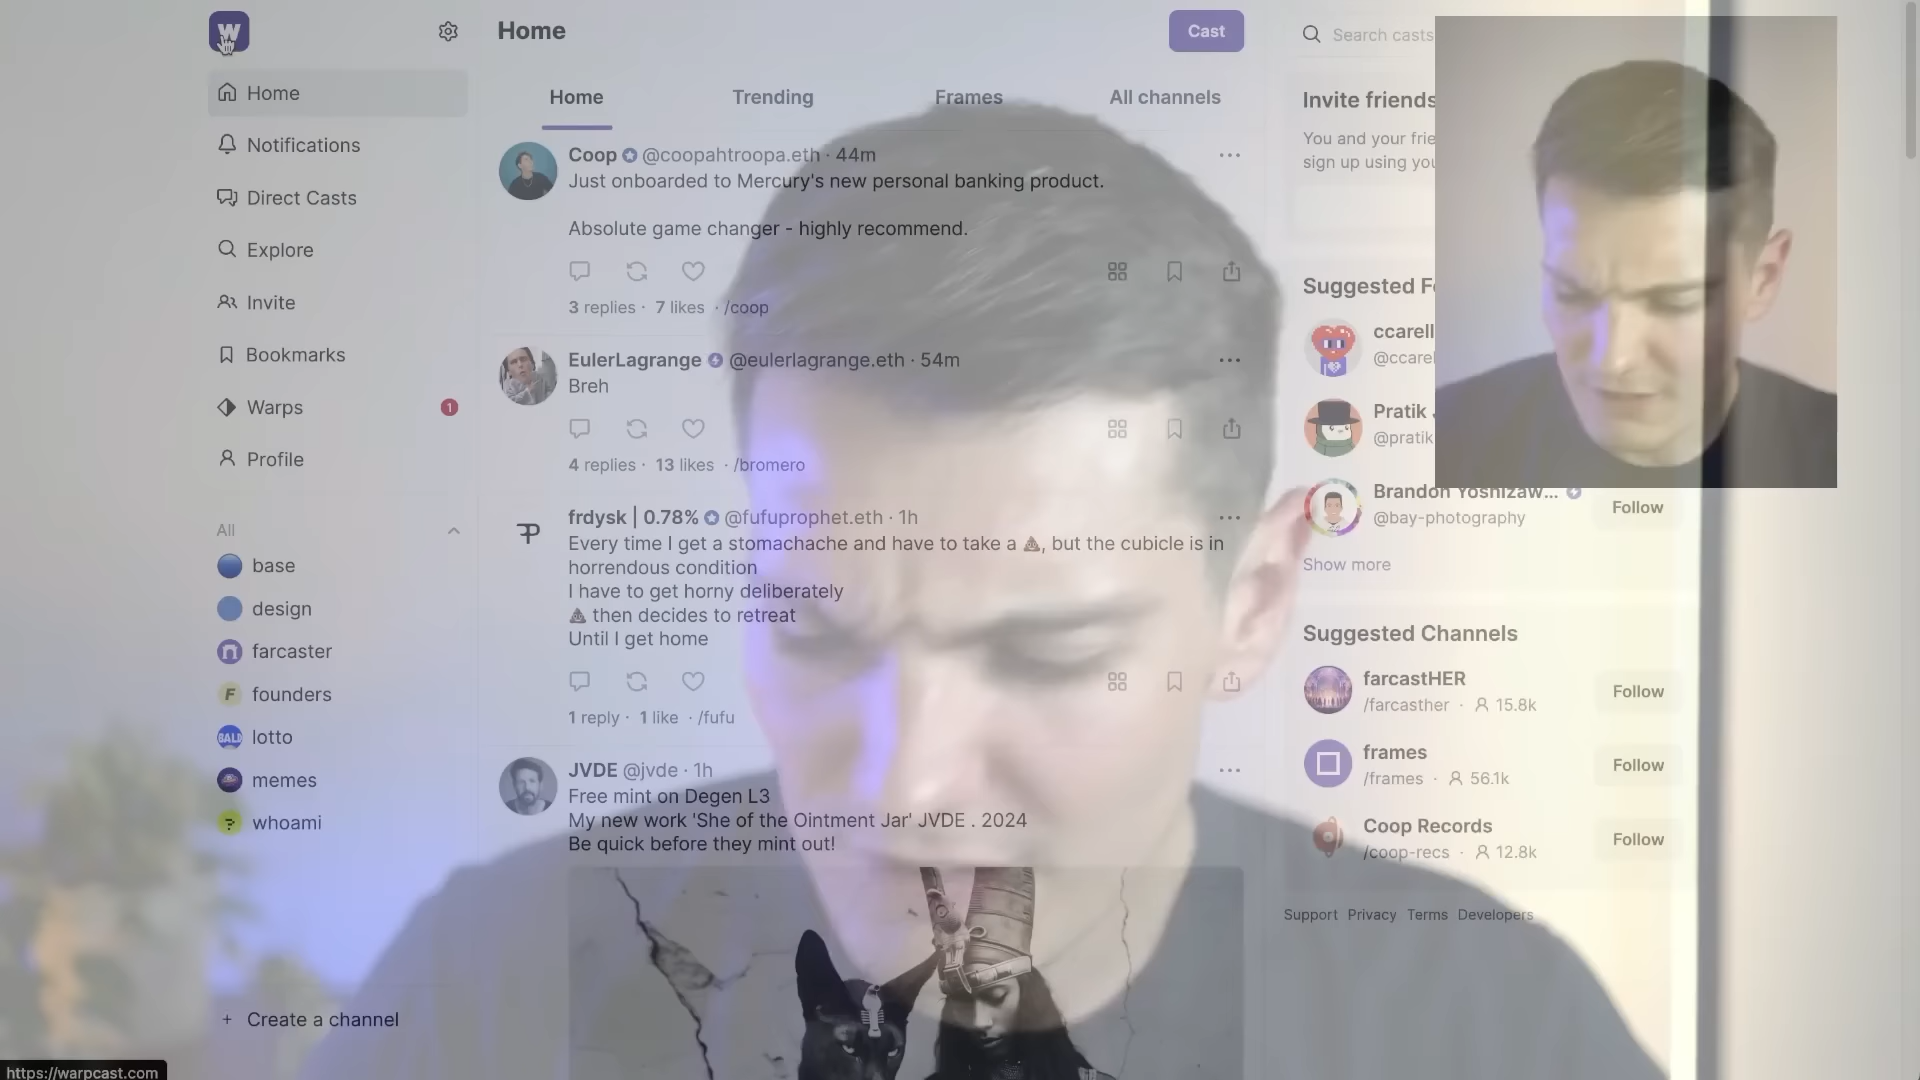 W
Home
Notifications
Direct Casts
Explore
Invite
Bookmarks
Warps
1
Profile
All
base
design
farcaster
F founders
BALD lotto
memes
whoami
+ Create a channel
https://warpcast.com
Home
Cast
Home Trending Frames All channels
Coop @coopahtroopa.eth · 44m
Just onboarded to Mercury's new personal banking product.
Absolute game changer - highly recommend.
3 replies · 7 likes · /coop
EulerLagrange @eulerlagrange.eth · 54m
Breh
4 replies · 13 likes · /bromero
frdysk | 0.78% @fufuprophet.eth · 1h
Every time I get a stomachache and have to take a 💩, but the cubicle is in
horrendous condition
I have to get horny deliberately
💩 then decides to retreat
Until I get home
1 reply · 1 like · /fufu
JVDE @jvde · 1h
Free mint on Degen L3
My new work 'She of the Ointment Jar' JVDE . 2024
Be quick before they mint out!
Search casts
Invite friends
You and your
sign up using
Suggested
ccarell
@ccarel
Pratik
@pratik
Brandon Yoshizaw...
@bay-photography
Follow
Show more
Suggested Channels
farcastHER
/farcasther · 15.8k
Follow
frames
/frames · 56.1k
Follow
Coop Records
/coop-recs · 12.8k
Follow
Support Privacy Terms Developers